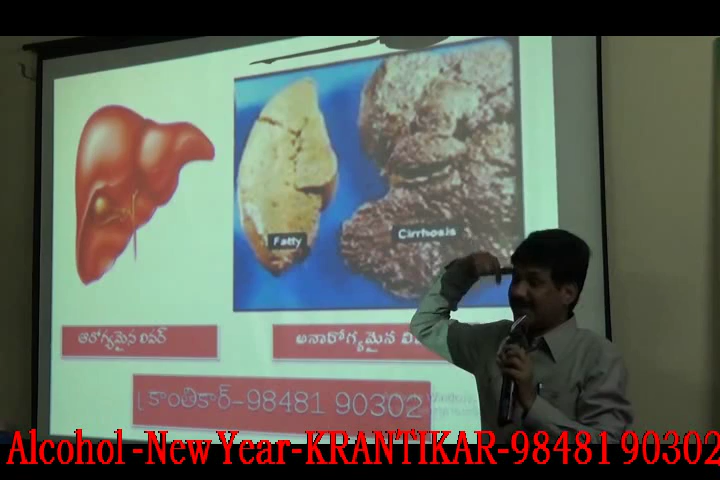 Fatty
Cirrhosis
ఆరోగ్యమైన లివర్
అనారోగ్యమైన
క్రాంతికార్-98481 90302
Alcohol -New Year-KRANTIKAR-98481 90302